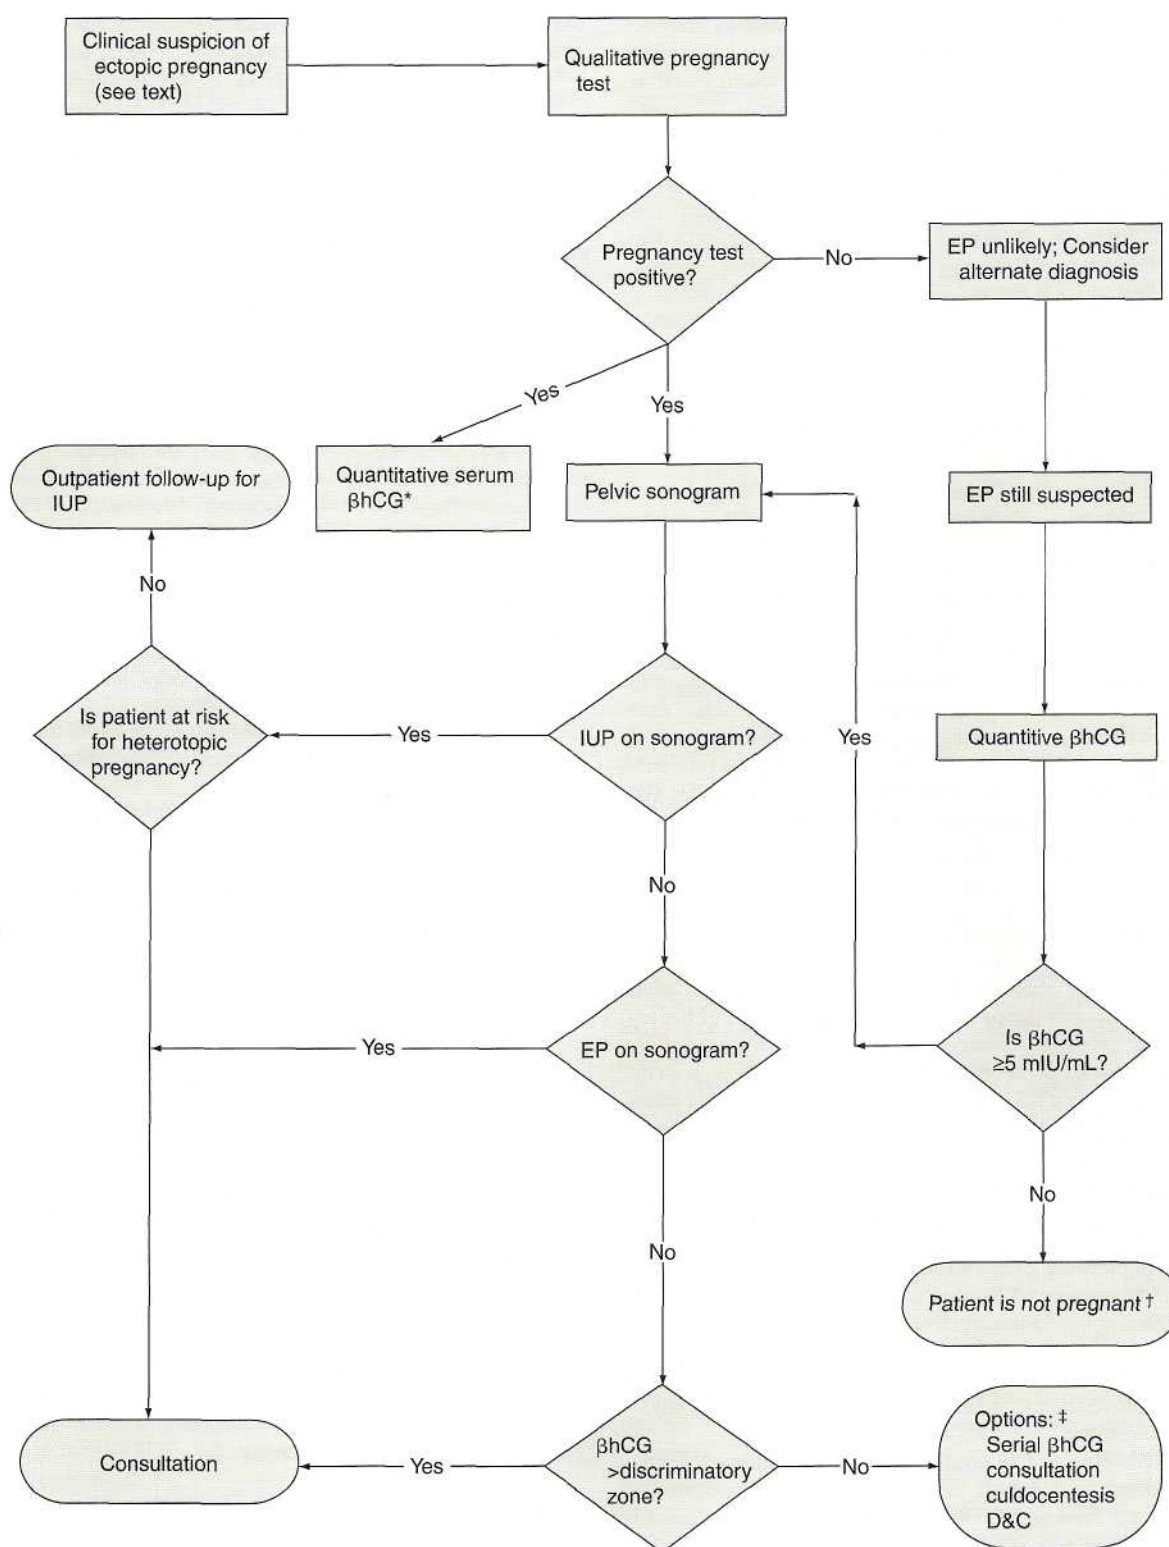 Clinical suspicion of
ectopic pregnancy
(see text)
Qualitative pregnancy
test
Pregnancy test
positive?
No
EP unlikely; Consider
alternate diagnosis
Yes
Yes
Outpatient follow-up for
IUP
Quantitative serum
βhCG*
Pelvic sonogram
EP still suspected
No
Is patient at risk
for heterotopic
pregnancy?
Yes
IUP on sonogram?
Yes
Quantitive βhCG
No
Yes
EP on sonogram?
Is βhCG
≥5 mIU/mL?
No
No
Patient is not pregnant †
Consultation
Yes
βhCG
>discriminatory
zone?
No
Options: ‡
Serial βhCG
consultation
culdocentesis
D&C